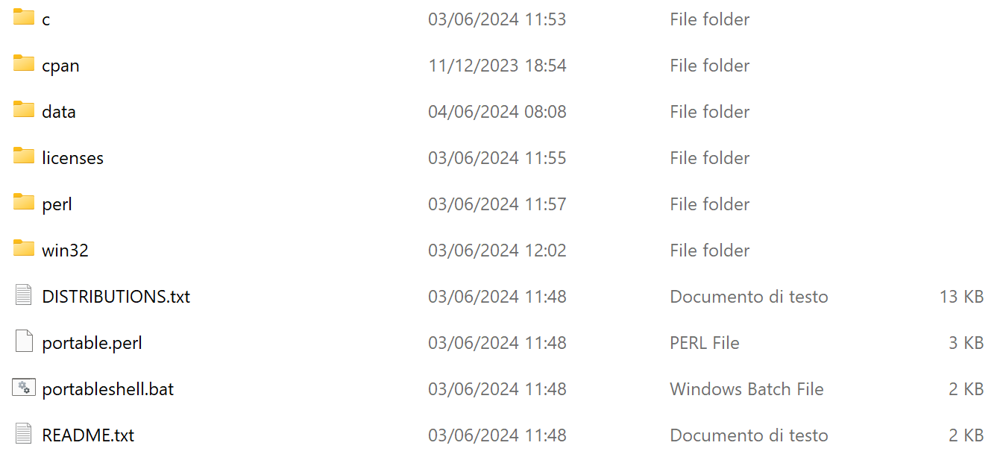 c 03/06/2024 11:53 File folder
cpan 11/12/2023 18:54 File folder
data 04/06/2024 08:08 File folder
licenses 03/06/2024 11:55 File folder
perl 03/06/2024 11:57 File folder
win32 03/06/2024 12:02 File folder
DISTRIBUTIONS.txt 03/06/2024 11:48 Documento di testo 13 KB
portable.perl 03/06/2024 11:48 PERL File 3 KB
portableshell.bat 03/06/2024 11:48 Windows Batch File 2 KB
README.txt 03/06/2024 11:48 Documento di testo 2 KB